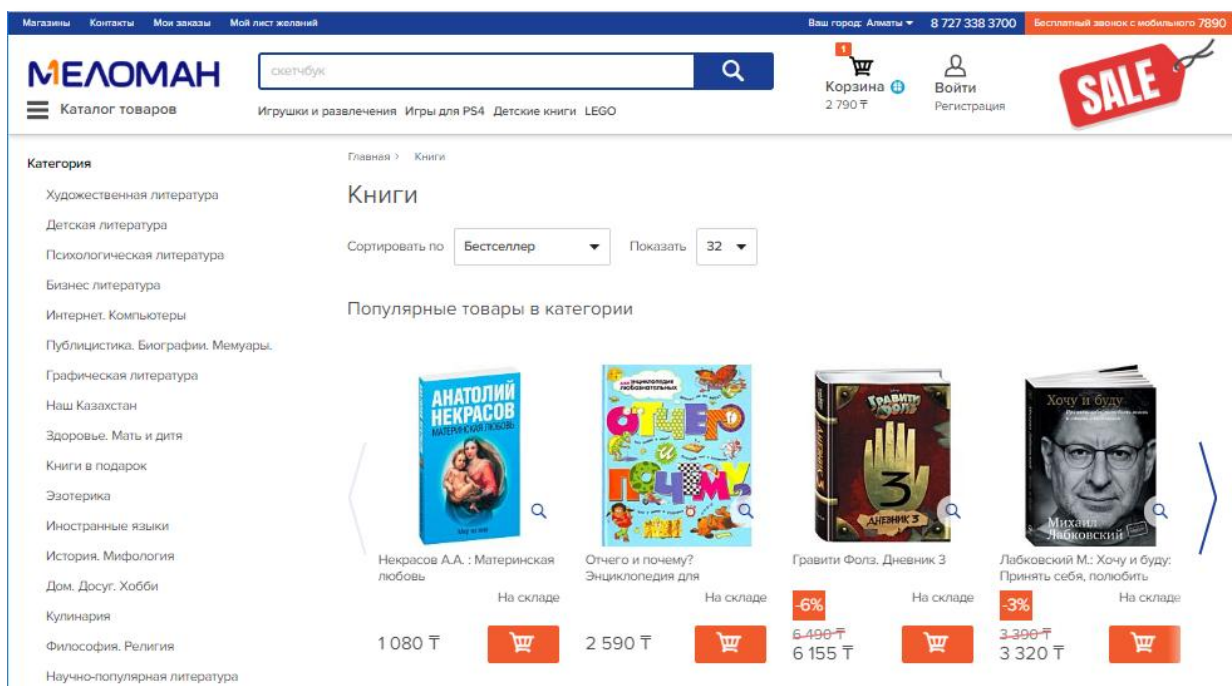 Магазины Контакты Мои заказы Мой лист желаний Ваш город: Алматы 8 727 338 3700 Бесплатный звонок с мобильного 7890
МЕЛОМАН
скетчбук
1
Корзина
2 790 ₸
Войти
Регистрация
SALE
Каталог товаров
Игрушки и развлечения Игры для PS4 Детские книги LEGO
Категория
Художественная литература
Детская литература
Психологическая литература
Бизнес литература
Интернет. Компьютеры
Публицистика. Биографии. Мемуары.
Графическая литература
Наш Казахстан
Здоровье. Мать и дитя
Книги в подарок
Эзотерика
Иностранные языки
История. Мифология
Дом. Досуг. Хобби
Кулинария
Философия. Религия
Научно-популярная литература
Главная > Книги
Книги
Сортировать по Бестселлер Показать 32
Популярные товары в категории
АНАТОЛИЙ
НЕКРАСОВ
МАТЕРИНСКАЯ ЛЮБОВЬ
Некрасов А.А. : Материнская
любовь
На складе
1 080 ₸
ЭНЦИКЛОПЕДИЯ
ЛЮБОЗНАТЕЛЬНЫХ
ОТЧЕГО
И
ПОЧЕМУ
Отчего и почему?
Энциклопедия для
На складе
2 590 ₸
ГРАВИТИ
ФОЛЗ
3
ДНЕВНИК 3
Гравити Фолз. Дневник 3
-6% На складе
6 490 ₸
6 155 ₸
Хочу и буду
Михаил
Лабковский
Лабковский М.: Хочу и буду:
Принять себя, полюбить
-3% На складе
3 390 ₸
3 320 ₸